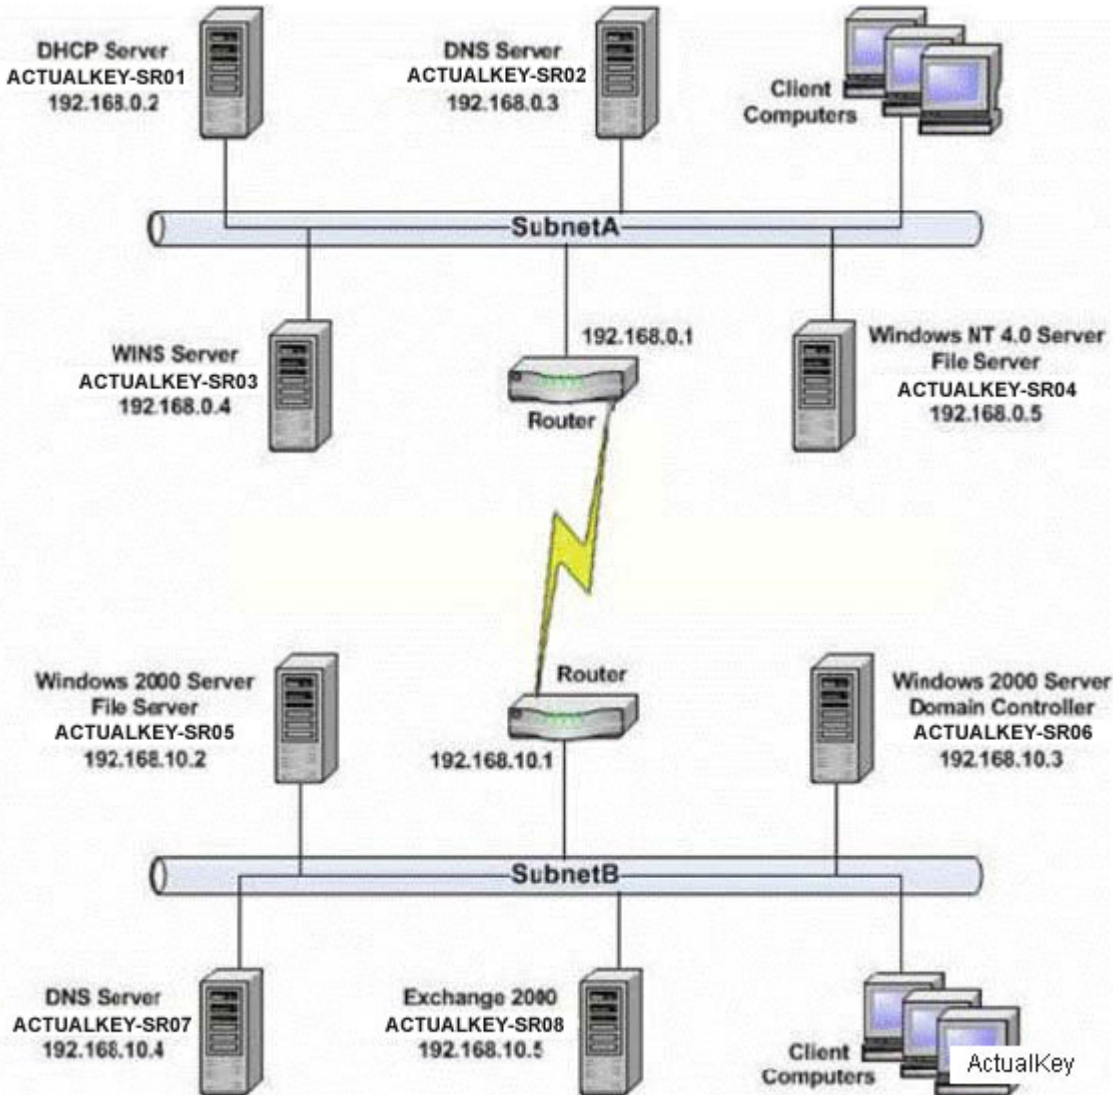 DHCP Server
ACTUALKEY-SR01
192.168.0.2
DNS Server
ACTUALKEY-SR02
192.168.0.3
Client
Computers
SubnetA
WINS Server
ACTUALKEY-SR03
192.168.0.4
192.168.0.1
Router
Windows NT 4.0 Server
File Server
ACTUALKEY-SR04
192.168.0.5
Windows 2000 Server
File Server
ACTUALKEY-SR05
192.168.10.2
Router
192.168.10.1
Windows 2000 Server
Domain Controller
ACTUALKEY-SR06
192.168.10.3
SubnetB
DNS Server
ACTUALKEY-SR07
192.168.10.4
Exchange 2000
ACTUALKEY-SR08
192.168.10.5
Client
Computers
ActualKey